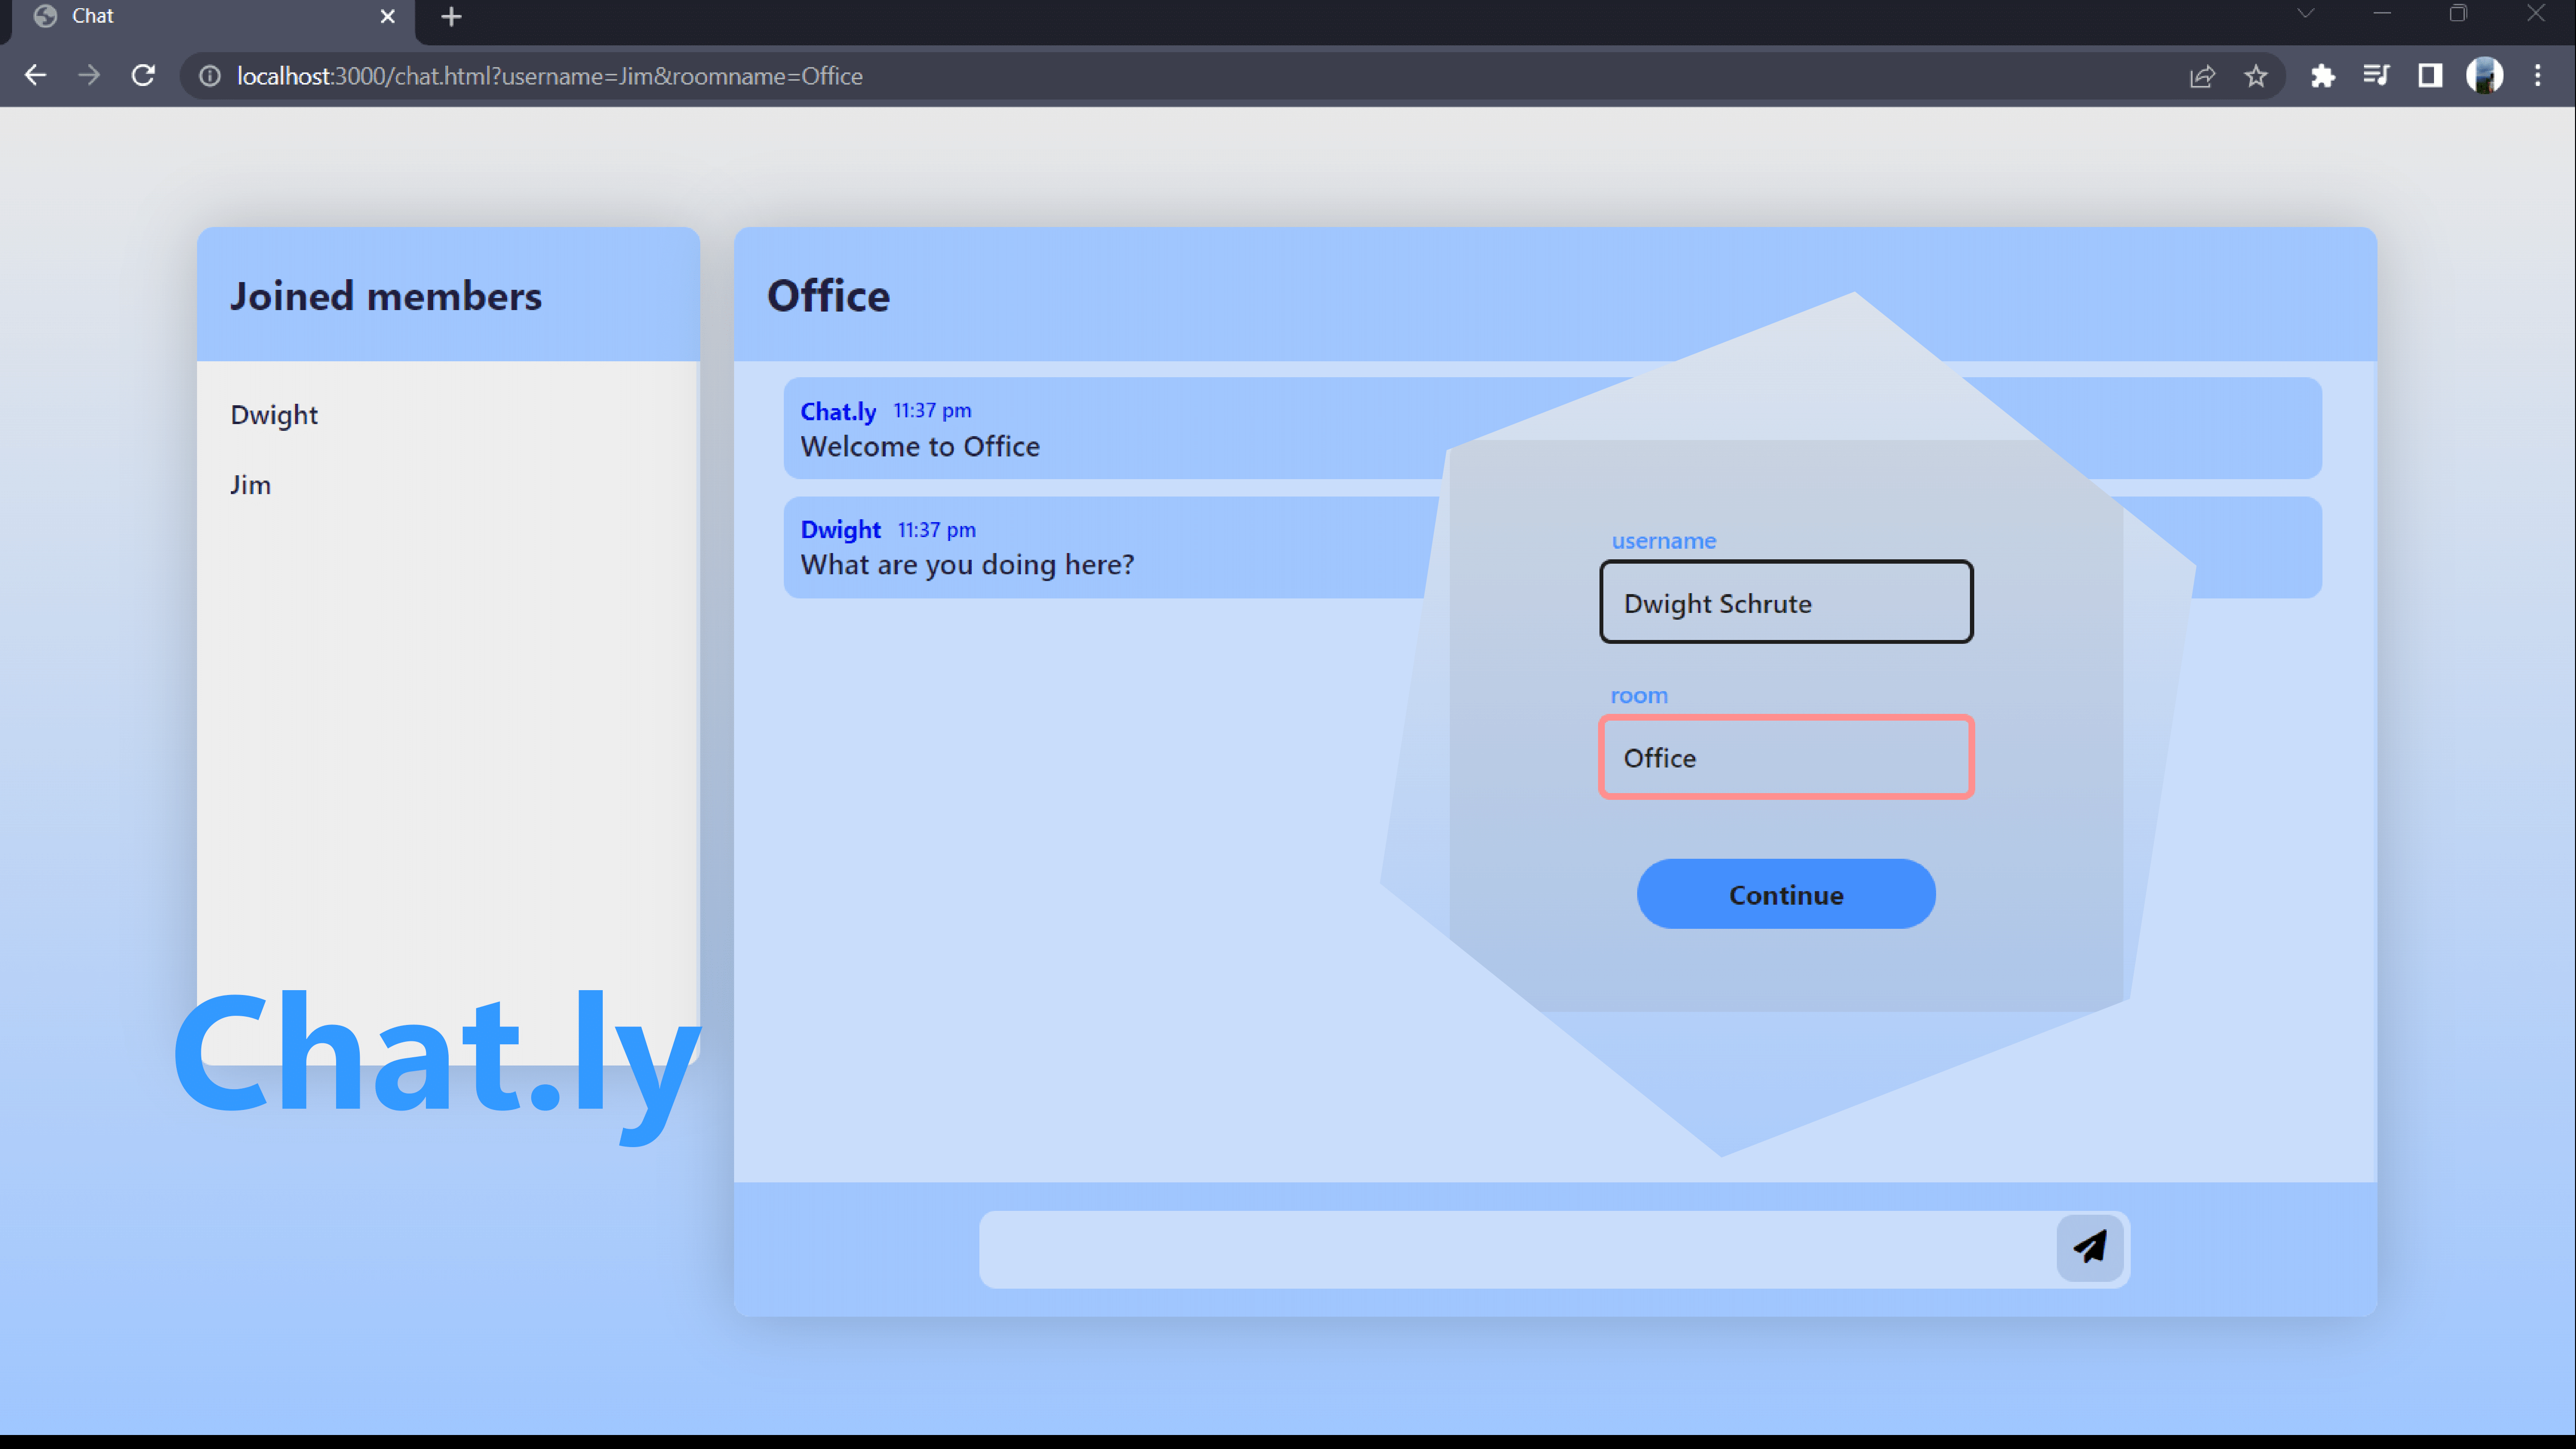 Chat
localhost:3000/chat.html?username=Jim&roomname=Office
Joined members
Dwight
Jim
Office
Chat.ly 11:37 pm
Welcome to Office
Dwight 11:37 pm
What are you doing here?
username
Dwight Schrute
room
Office
Continue
Chat.ly